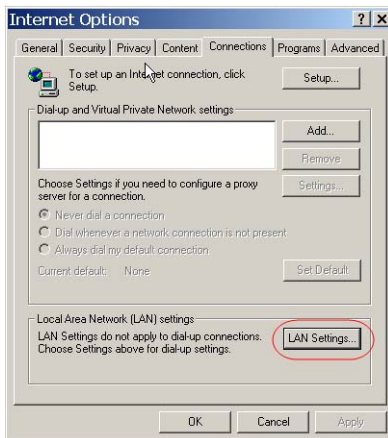 Internet Options
? x
General Security Privacy Content Connections Programs Advanced
To set up an Internet connection, click
Setup.
Setup...
Dial-up and Virtual Private Network settings
Add...
Remove
Choose Settings if you need to configure a proxy
server for a connection.
Settings...
Never dial a connection
Dial whenever a network connection is not present
Always dial my default connection
Current default: None
Set Default
Local Area Network (LAN) settings
LAN Settings do not apply to dial-up connections.
Choose Settings above for dial-up settings.
LAN Settings...
OK Cancel Apply